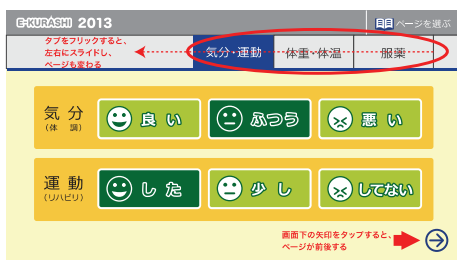 E-KURASHI 2013
ページを選ぶ
タブをフリックすると、
左右にスライドし、
ページも変わる
気分・運動
体重・体温
服薬
気分
(体 調)
良い
ふつう
悪い
運動
(リハビリ)
した
少し
してない
画面下の矢印をタップすると、
ページが前後する